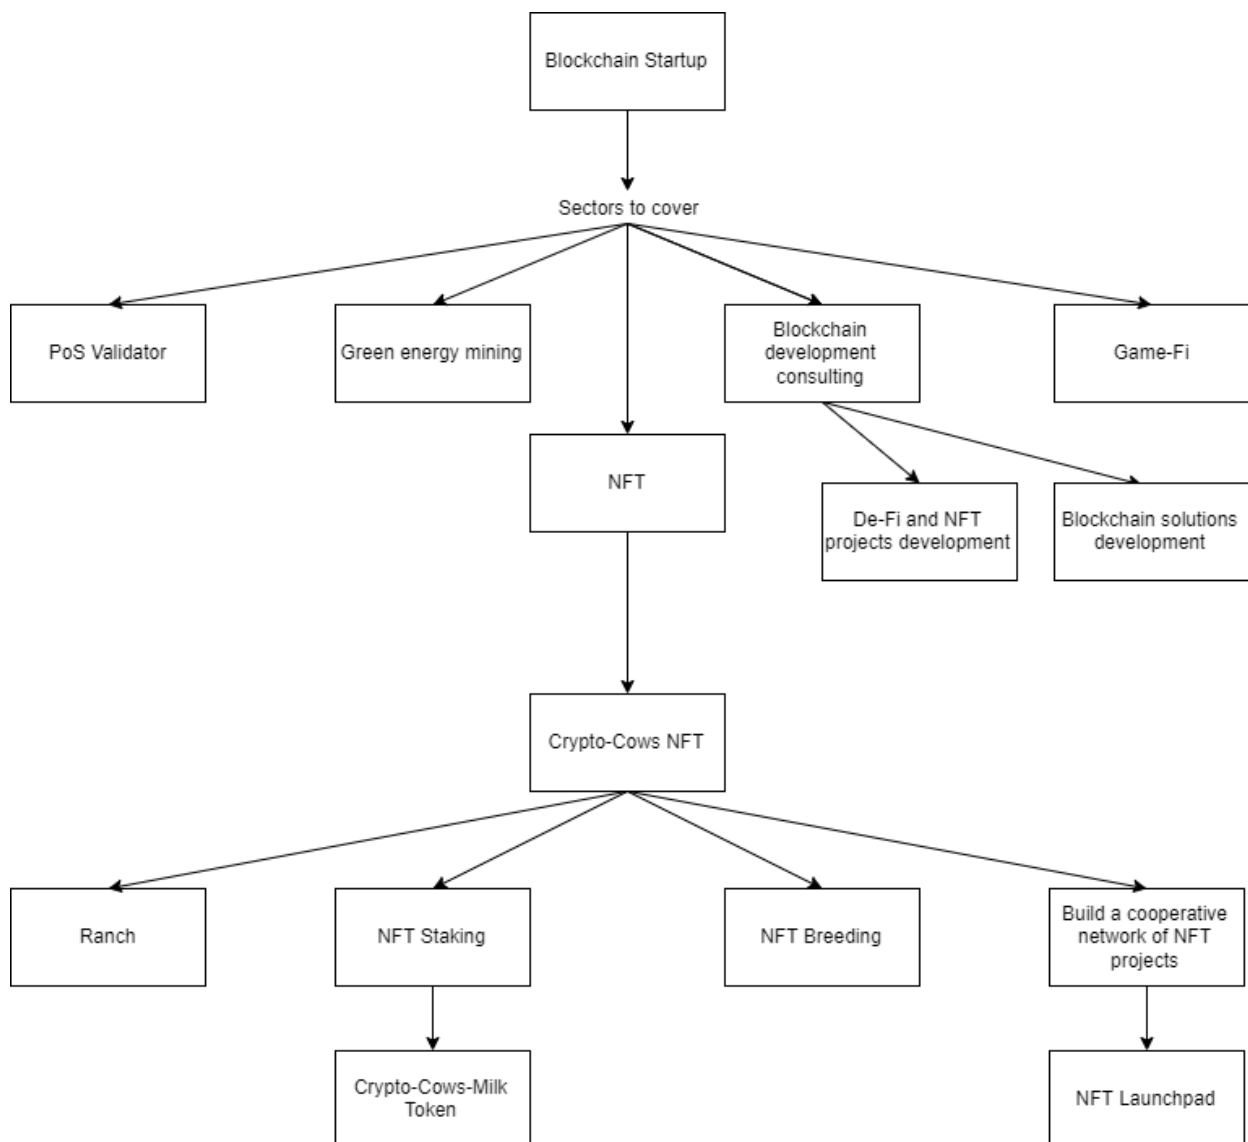 Blockchain Startup
Sectors to cover
PoS Validator
Green energy mining
Blockchain
development
consulting
Game-Fi
NFT
De-Fi and NFT
projects development
Blockchain solutions
development
Crypto-Cows NFT
Ranch
NFT Staking
NFT Breeding
Build a cooperative
network of NFT
projects
Crypto-Cows-Milk
Token
NFT Launchpad